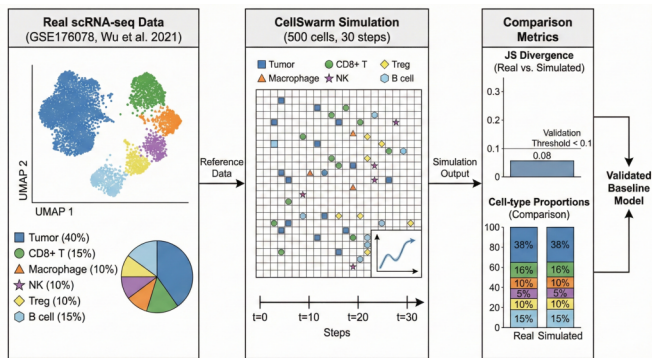 Real scRNA-seq Data
(GSE176078, Wu et al. 2021)
UMAP 2
UMAP 1
Tumor (40%)
CD8+ T (15%)
Macrophage (10%)
NK (10%)
Treg (10%)
B cell (15%)
Reference
Data
CellSwarm Simulation
(500 cells, 30 steps)
Tumor
CD8+ T
Treg
Macrophage
NK
B cell
t=0
t=10
t=20
t=30
Steps
Simulation
Output
Comparison
Metrics
JS Divergence
(Real vs. Simulated)
0.3
0.2
0.1
0
Validation
Threshold < 0.1
0.08
Cell-type Proportions
(Comparison)
100
80
60
40
20
0
38%
38%
16%
16%
10%
10%
5%
5%
10%
10%
15%
15%
Real
Simulated
Validated
Baseline
Model